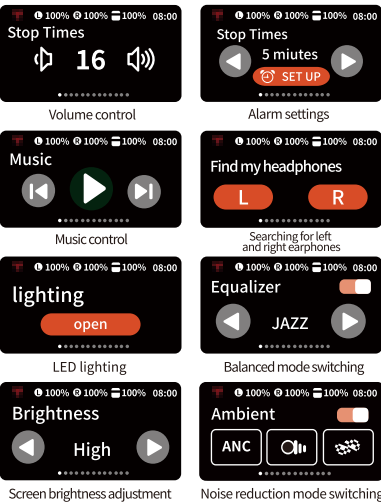 L 100% R 100% 100% 08:00
Stop Times
16
Volume control
L 100% R 100% 100% 08:00
Stop Times
5 miutes
SET UP
Alarm settings
L 100% R 100% 100% 08:00
Music
Music control
L 100% R 100% 100% 08:00
Find my headphones
L R
Searching for left
and right earphones
L 100% R 100% 100% 08:00
lighting
open
LED lighting
L 100% R 100% 100% 08:00
Equalizer
JAZZ
Balanced mode switching
L 100% R 100% 100% 08:00
Brightness
High
Screen brightness adjustment
L 100% R 100% 100% 08:00
Ambient
ANC
Noise reduction mode switching